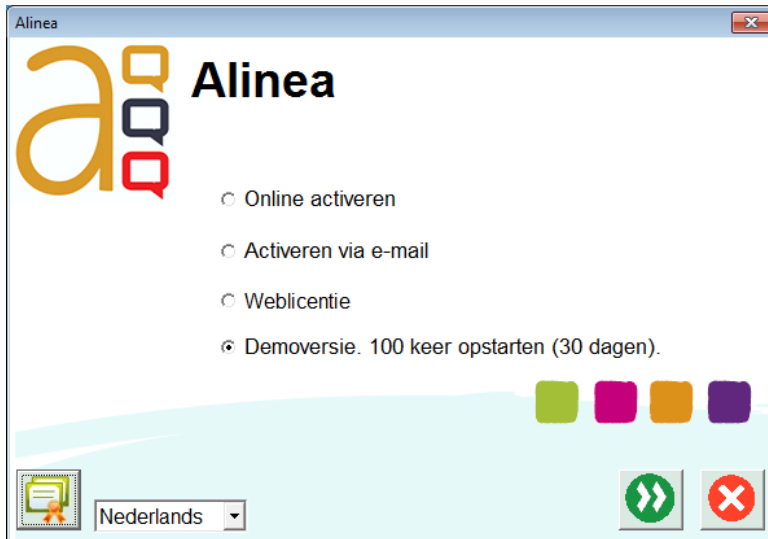 Alinea
Alinea
Online activeren
Activeren via e-mail
Weblicentie
Demoversie. 100 keer opstarten (30 dagen).
Nederlands